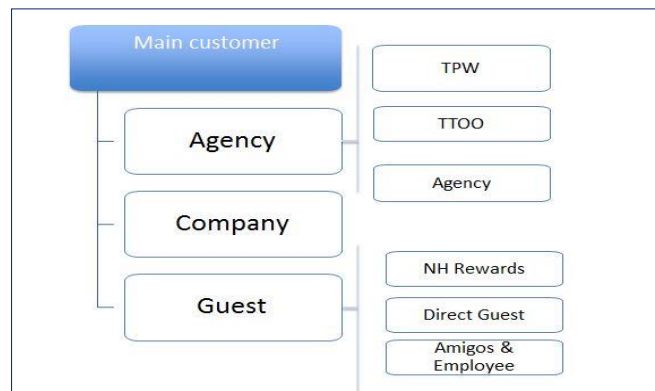 Main customer
Agency
Company
Guest
TPW
TTOO
Agency
NH Rewards
Direct Guest
Amigos &
Employee